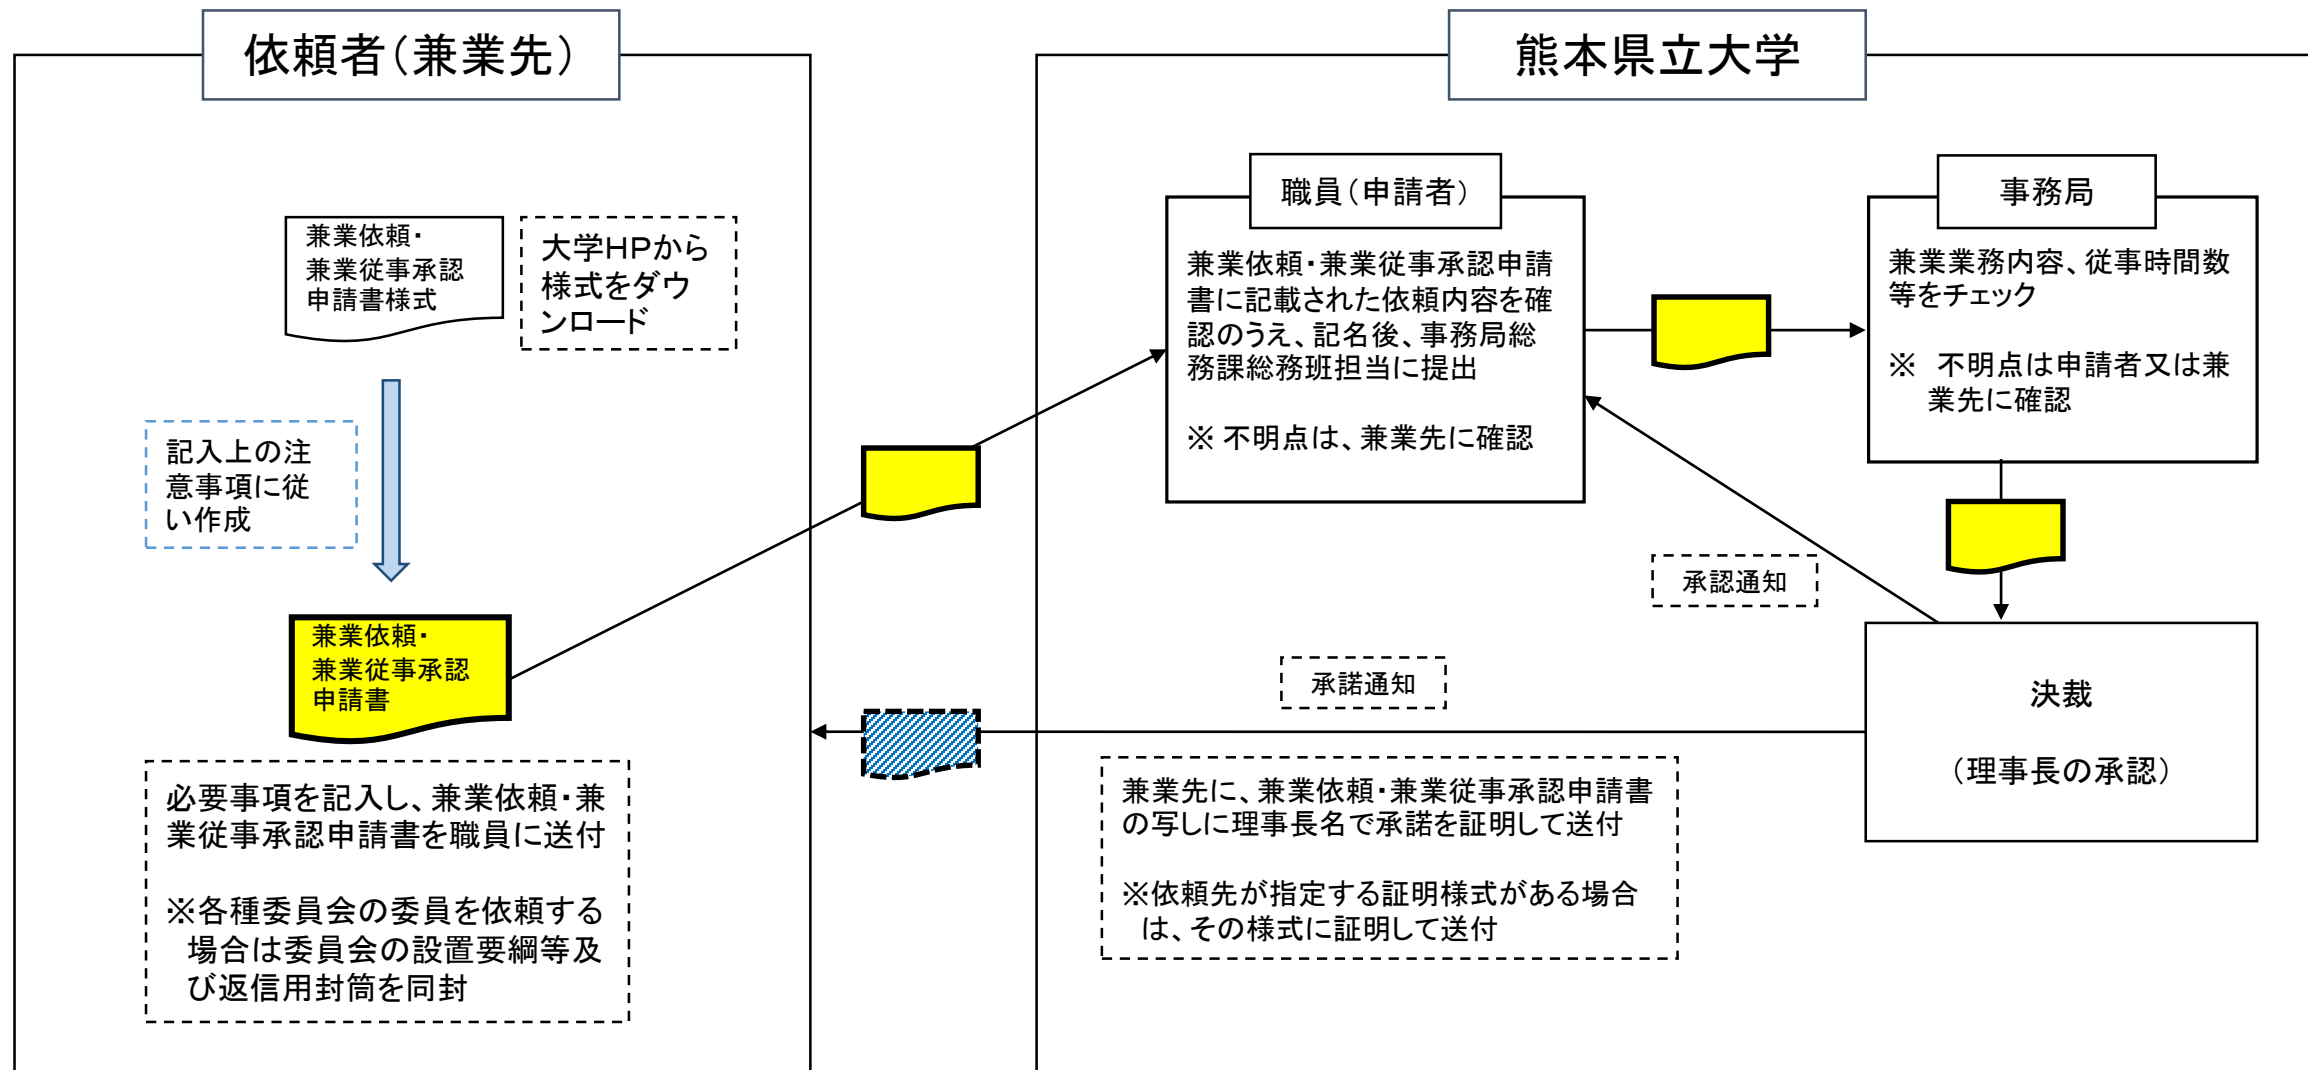 依頼者（兼業先）
兼業依頼・
兼業従事承認
申請書様式
大学HPから
様式をダウ
ンロード
記入上の注
意事項に従
い作成
兼業依頼・
兼業従事承認
申請書
必要事項を記入し、兼業依頼・兼
業従事承認申請書を職員に送付
※各種委員会の委員を依頼する
場合は委員会の設置要綱等及
び返信用封筒を同封
熊本県立大学
職員（申請者）
兼業依頼・兼業従事承認申請
書に記載された依頼内容を確
認のうえ、記名後、事務局総
務課総務班担当に提出
※ 不明点は、兼業先に確認
事務局
兼業業務内容、従事時間数
等をチェック
※　不明点は申請者又は兼
業先に確認
承認通知
承諾通知
決裁
（理事長の承認）
兼業先に、兼業依頼・兼業従事承認申請書
の写しに理事長名で承諾を証明して送付
※依頼先が指定する証明様式がある場合
は、その様式に証明して送付